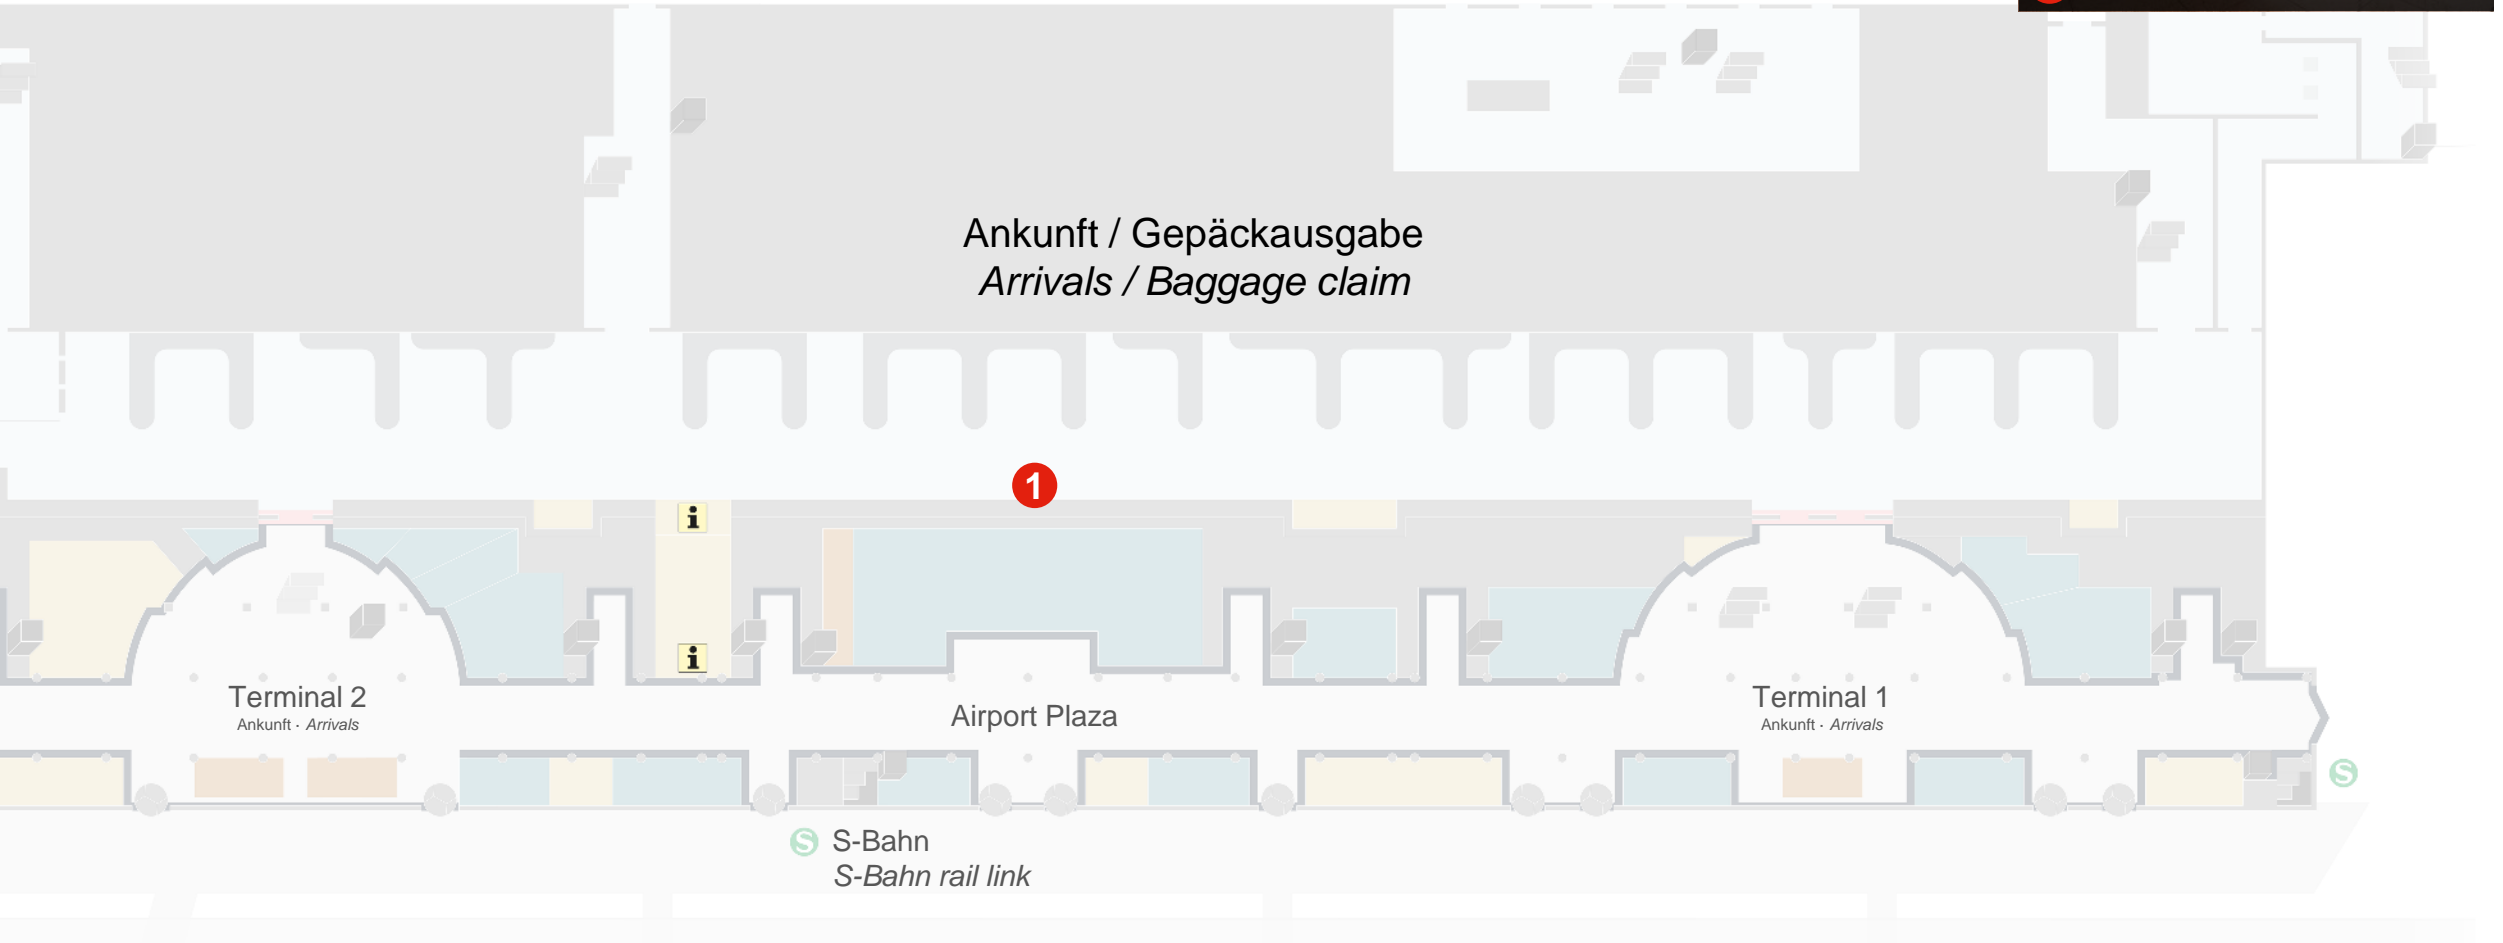 Ankunft / Gepäckausgabe
Arrivals / Baggage claim
1
i
i
Terminal 2
Ankunft · Arrivals
Airport Plaza
Terminal 1
Ankunft · Arrivals
S
S S-Bahn
S-Bahn rail link